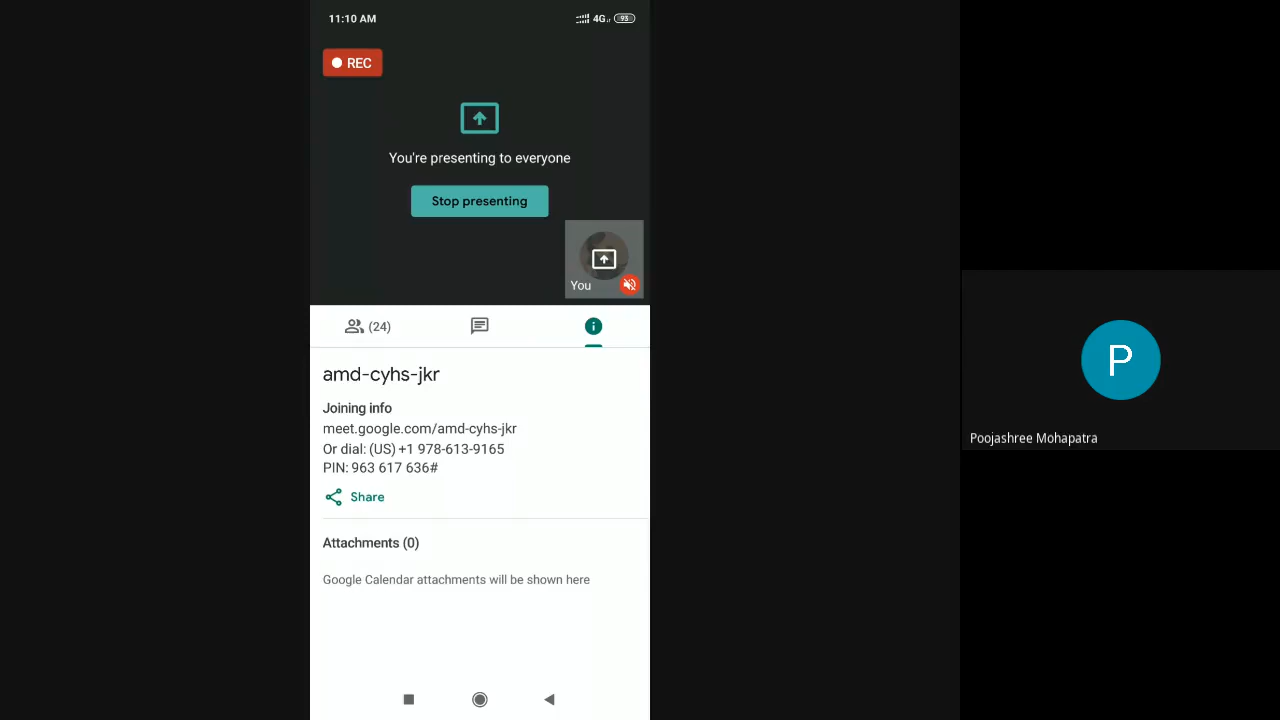 11:10 AM
4G
93
REC
You're presenting to everyone
Stop presenting
You
(24)
amd-cyhs-jkr
Joining info
meet.google.com/amd-cyhs-jkr
Or dial: (US) +1 978-613-9165
PIN: 963 617 636#
Share
Attachments (0)
Google Calendar attachments will be shown here
P
Poojashree Mohapatra